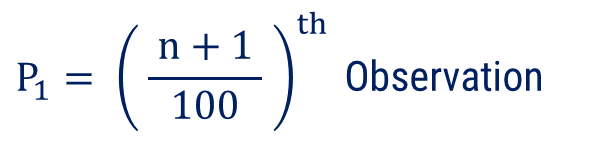 P₁ = ( (n + 1) / 100 )ᵗʰ Observation